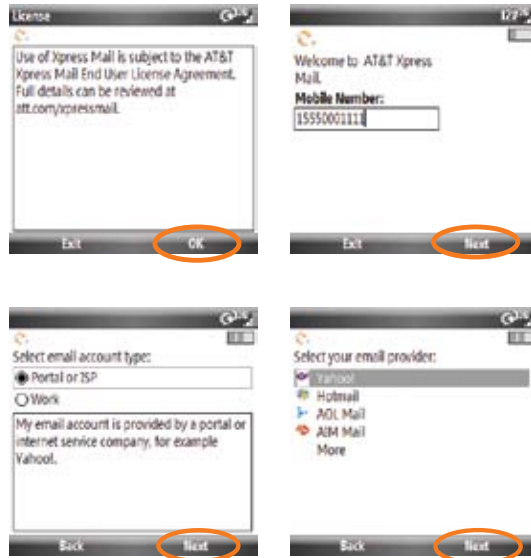 License
Use of Xpress Mail is subject to the AT&T
Xpress Mail End User License Agreement.
Full details can be reviewed at
att.com/xpressmail.
Exit OK
Welcome to AT&T Xpress
Mail.
Mobile Number:
15550001111
Exit Next
Select email account type:
Portal or ISP
Work
My email account is provided by a portal or
internet service company, for example
Yahoo!.
Back Next
Select your email provider:
Yahoo!
Hotmail
AOL Mail
AIM Mail
More
Back Next